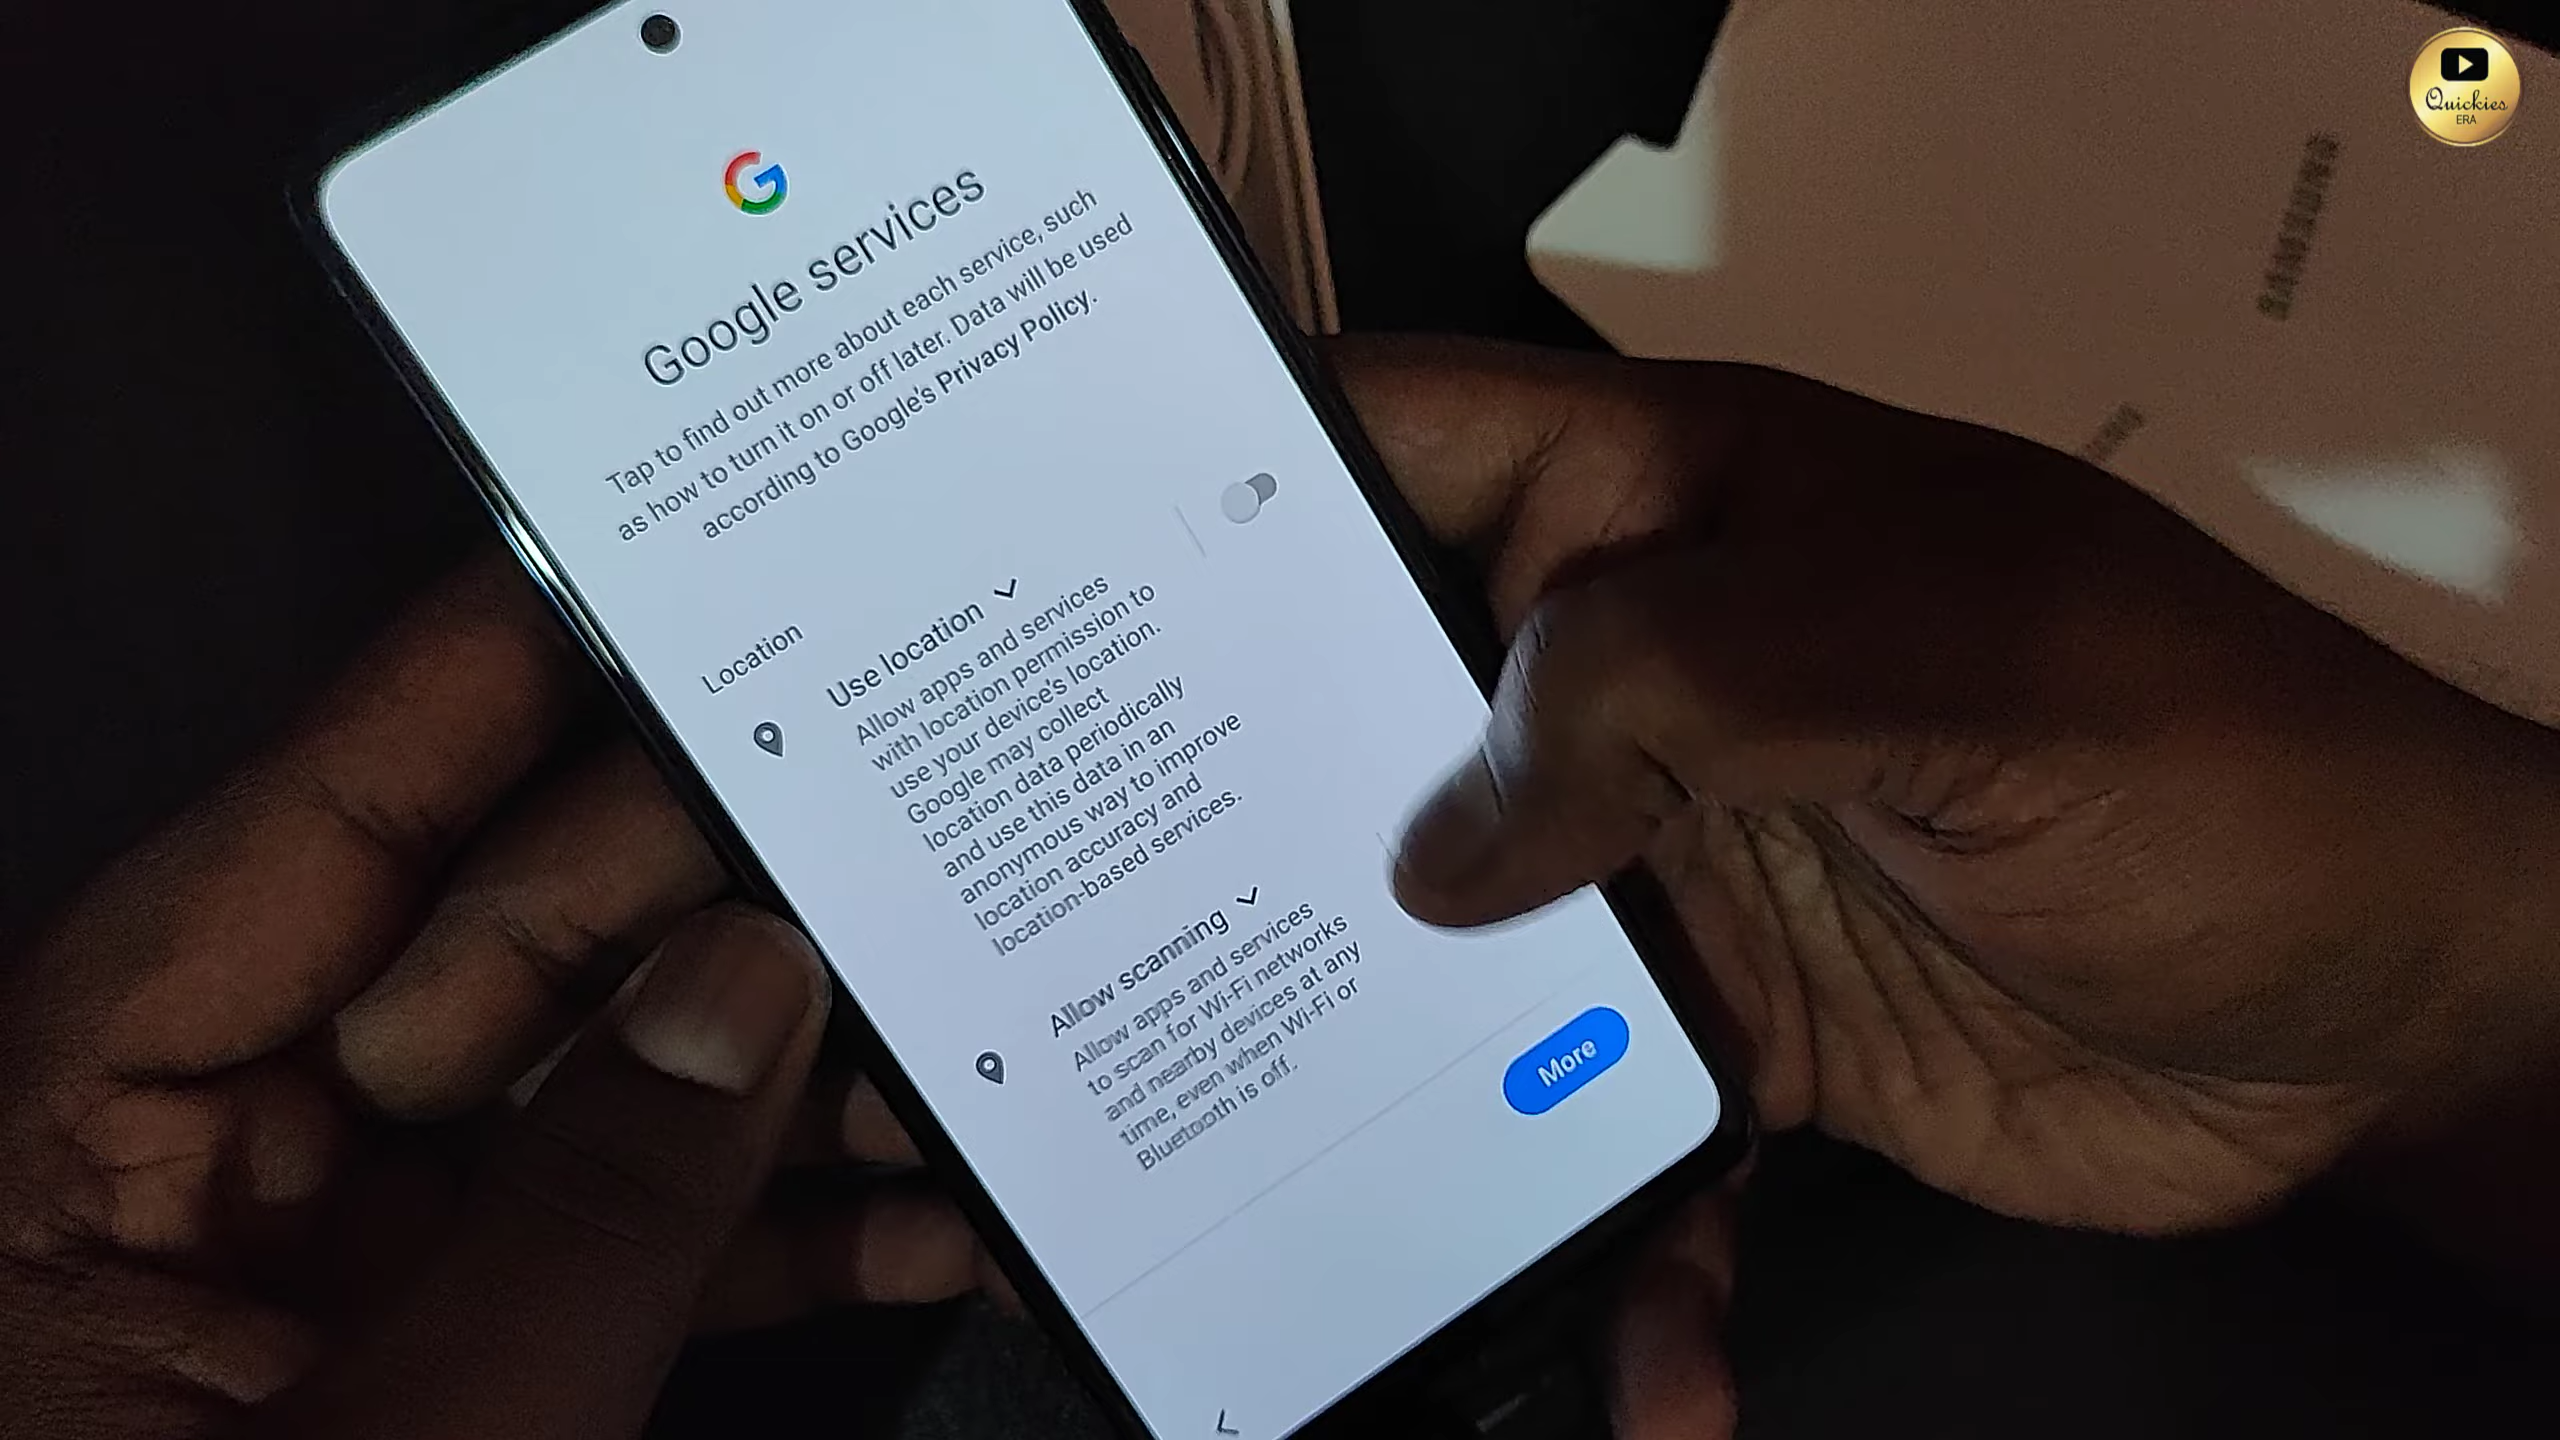 Quickies
ERA
SAMSUNG
Google services
Tap to find out more about each service, such
as how to turn it on or off later. Data will be used
according to Google's Privacy Policy.
Location
Use location
Allow apps and services
with location permission to
use your device's location.
Google may collect
location data periodically
and use this data in an
anonymous way to improve
location accuracy and
location-based services.
Allow scanning
Allow apps and services
to scan for Wi-Fi networks
and nearby devices at any
time, even when Wi-Fi or
Bluetooth is off.
More